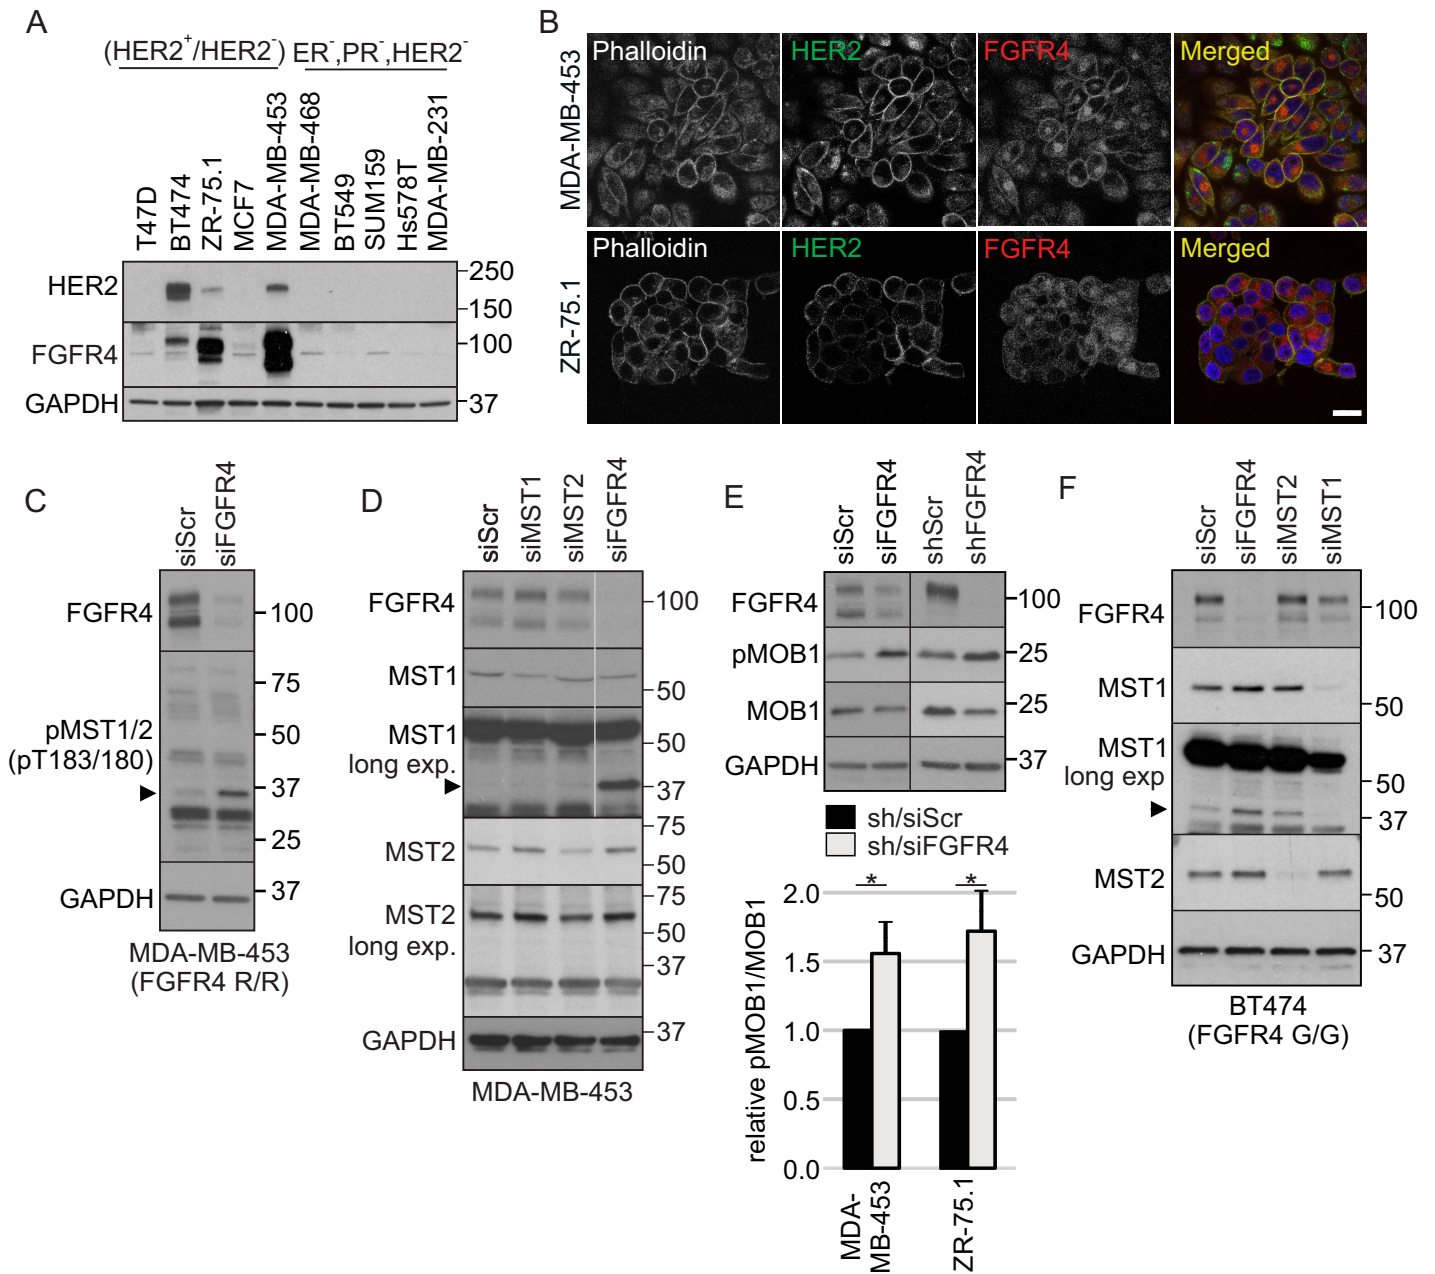 A
(HER2+/HER2-) ER-,PR-,HER2-
T47D
BT474
ZR-75.1
MCF7
MDA-MB-453
MDA-MB-468
BT549
SUM159
Hs578T
MDA-MB-231
HER2
250
150
FGFR4
100
GAPDH
37
B
MDA-MB-453
Phalloidin
HER2
FGFR4
Merged
ZR-75.1
Phalloidin
HER2
FGFR4
Merged
C
siScr
siFGFR4
FGFR4
100
75
pMST1/2
(pT183/180)
50
37
25
GAPDH
37
MDA-MB-453
(FGFR4 R/R)
D
siScr
siMST1
siMST2
siFGFR4
FGFR4
100
MST1
50
MST1
long exp.
50
37
75
MST2
50
75
MST2
long exp.
50
37
GAPDH
37
MDA-MB-453
E
siScr
siFGFR4
shScr
shFGFR4
FGFR4
100
pMOB1
25
MOB1
25
GAPDH
37
sh/siScr
sh/siFGFR4
relative pMOB1/MOB1
2.0
1.5
1.0
0.5
0.0
*
*
MDA-
MB-453
ZR-75.1
F
siScr
siFGFR4
siMST2
siMST1
FGFR4
100
MST1
50
MST1
long exp
50
37
MST2
50
GAPDH
37
BT474
(FGFR4 G/G)